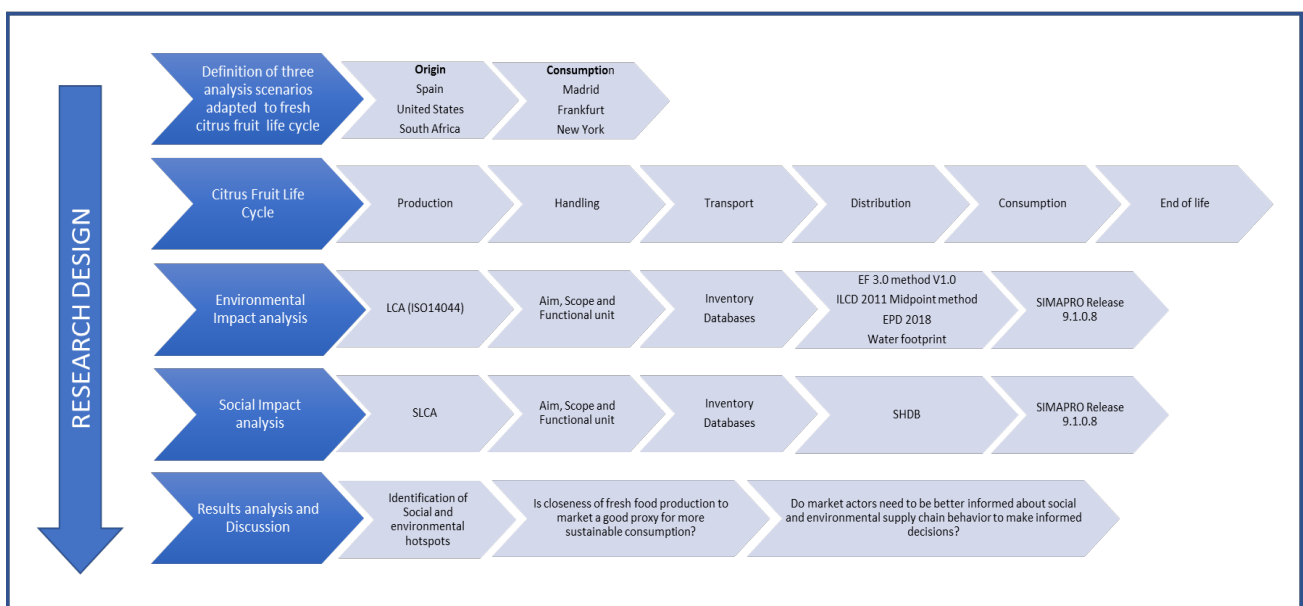 RESEARCH DESIGN
Definition of three
analysis scenarios
adapted to fresh
citrus fruit life cycle
Origin
Spain
United States
South Africa
Consumption
Madrid
Frankfurt
New York
Citrus Fruit Life
Cycle
Production
Handling
Transport
Distribution
Consumption
End of life
Environmental
Impact analysis
LCA (ISO14044)
Aim, Scope and
Functional unit
Inventory
Databases
EF 3.0 method V1.0
ILCD 2011 Midpoint method
EPD 2018
Water footprint
SIMAPRO Release
9.1.0.8
Social Impact
analysis
SLCA
Aim, Scope and
Functional unit
Inventory
Databases
SHDB
SIMAPRO Release
9.1.0.8
Results analysis and
Discussion
Identification of
Social and
environmental
hotspots
Is closeness of fresh food production to
market a good proxy for more
sustainable consumption?
Do market actors need to be better informed about social
and environmental supply chain behavior to make informed
decisions?